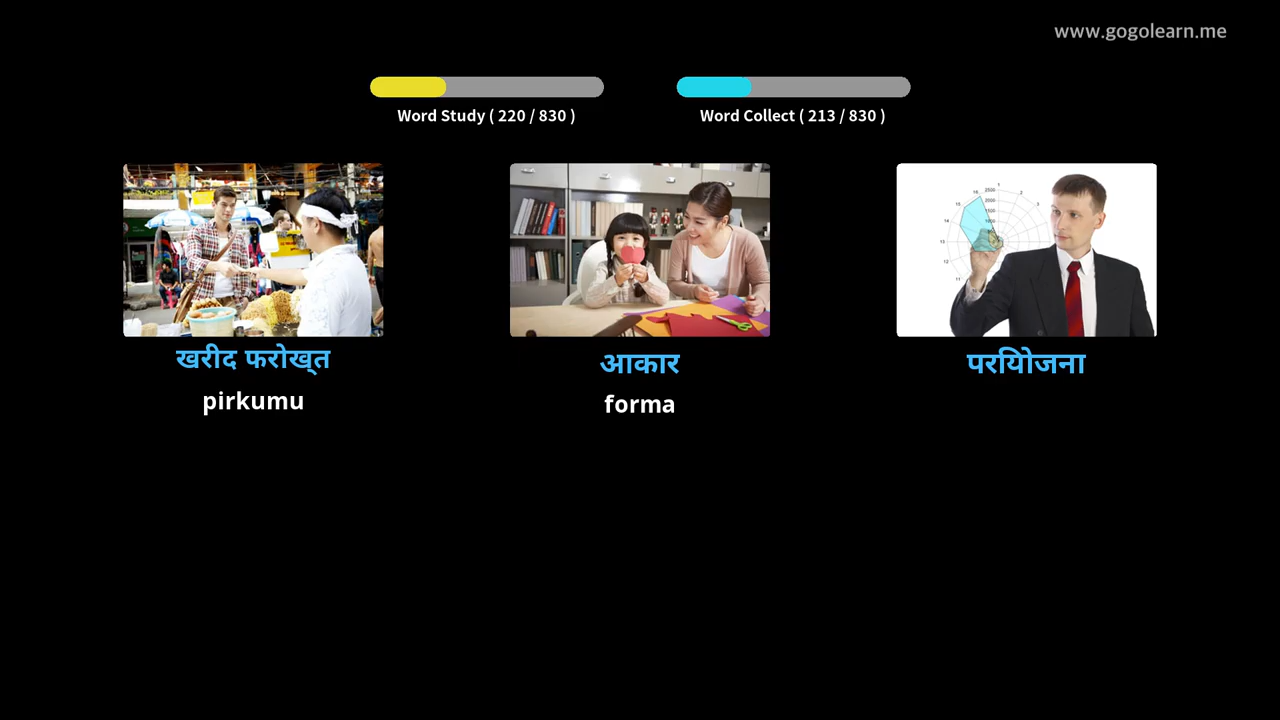 www.gogolearn.me
Word Study ( 220 / 830 )
Word Collect ( 213 / 830 )
खरीद फरोख्त
आकार
परियोजना
pirkumu
forma